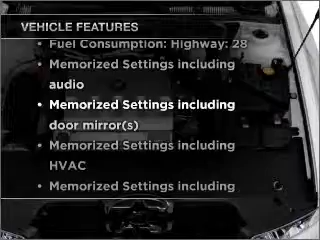 VEHICLE FEATURES
• Fuel Consumption: Highway: 28
• Memorized Settings including
audio
• Memorized Settings including
door mirror(s)
• Memorized Settings including
HVAC
• Memorized Settings including